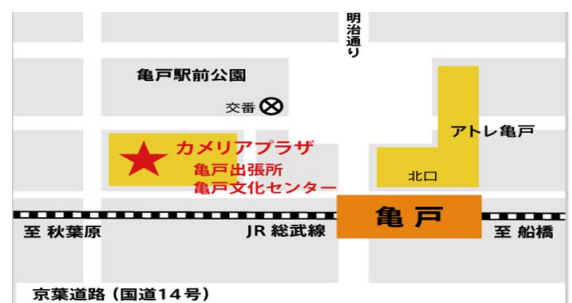 明治通り
亀戸駅前公園
交番
アトレ亀戸
カメリアプラザ
亀戸出張所
亀戸文化センター
北口
亀戸
至 秋葉原
JR 総武線
至 船橋
京葉道路（国道14号）